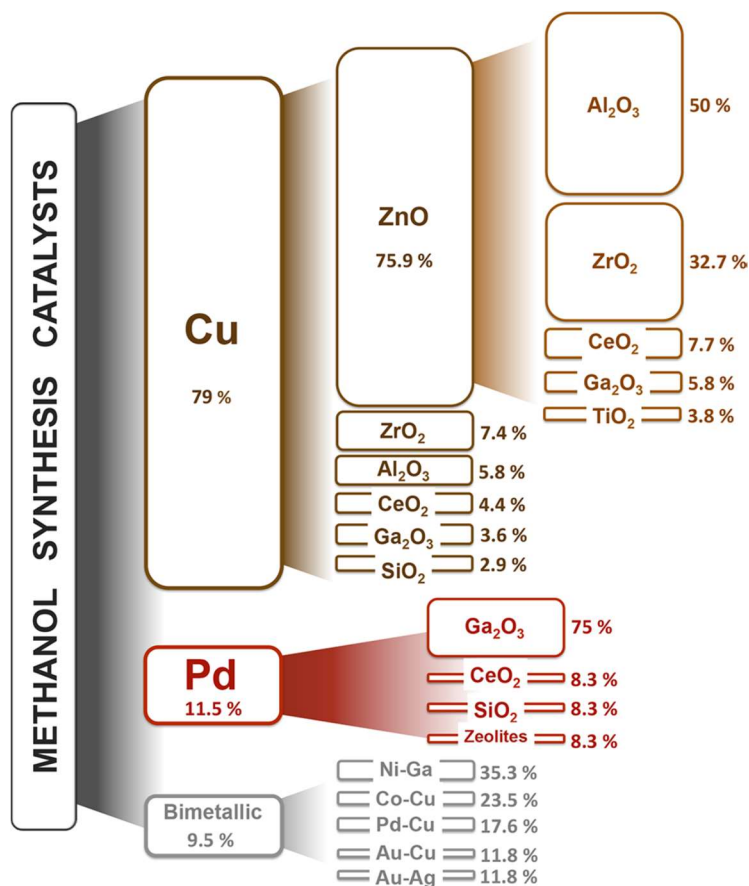 METHANOL SYNTHESIS CATALYSTS
Cu
79 %
ZnO
75.9 %
Al₂O₃ 50 %
ZrO₂ 32.7 %
CeO₂ 7.7 %
Ga₂O₃ 5.8 %
TiO₂ 3.8 %
ZrO₂ 7.4 %
Al₂O₃ 5.8 %
CeO₂ 4.4 %
Ga₂O₃ 3.6 %
SiO₂ 2.9 %
Pd
11.5 %
Ga₂O₃ 75 %
CeO₂ 8.3 %
SiO₂ 8.3 %
Zeolites 8.3 %
Bimetallic
9.5 %
Ni-Ga 35.3 %
Co-Cu 23.5 %
Pd-Cu 17.6 %
Au-Cu 11.8 %
Au-Ag 11.8 %